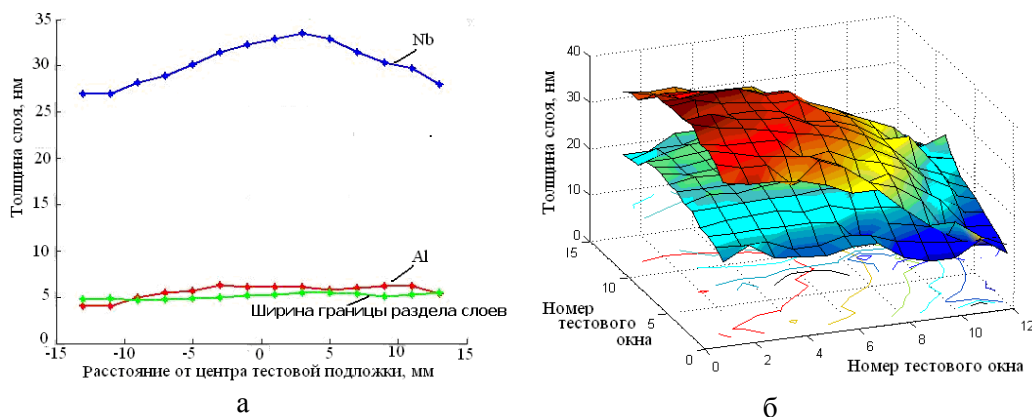 35
30
25
20
15
10
5
0
Толщина слоя, нм
Nb
Al
Ширина границы раздела слоев
-15
-10
-5
0
5
10
15
Расстояние от центра тестовой подложки, мм
а
40
30
20
10
0
Толщина слоя, нм
15
10
5
0
Номер
тестового
окна
0
2
4
6
8
10
12
Номер тестового окна
б